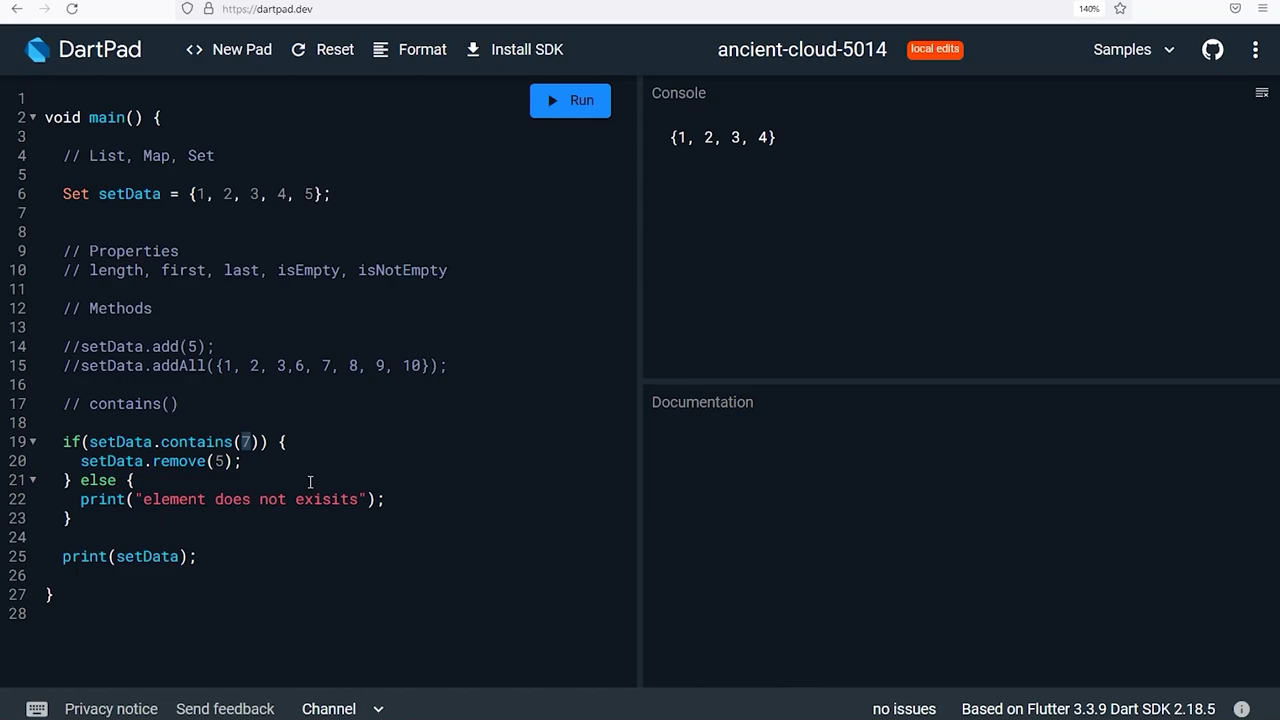 https://dartpad.dev
140%
DartPad
<> New Pad
Reset
Format
Install SDK
ancient-cloud-5014
local edits
Samples
1
2 void main() {
3
4 // List, Map, Set
5
6 Set setData = {1, 2, 3, 4, 5};
7
8
9 // Properties
10 // length, first, last, isEmpty, isNotEmpty
11
12 // Methods
13
14 //setData.add(5);
15 //setData.addAll({1, 2, 3,6, 7, 8, 9, 10});
16
17 // contains()
18
19 if(setData.contains(7)) {
20 setData.remove(5);
21 } else {
22 print("element does not exisits");
23 }
24
25 print(setData);
26
27 }
28
Run
Console
{1, 2, 3, 4}
Documentation
Privacy notice
Send feedback
Channel
no issues
Based on Flutter 3.3.9 Dart SDK 2.18.5